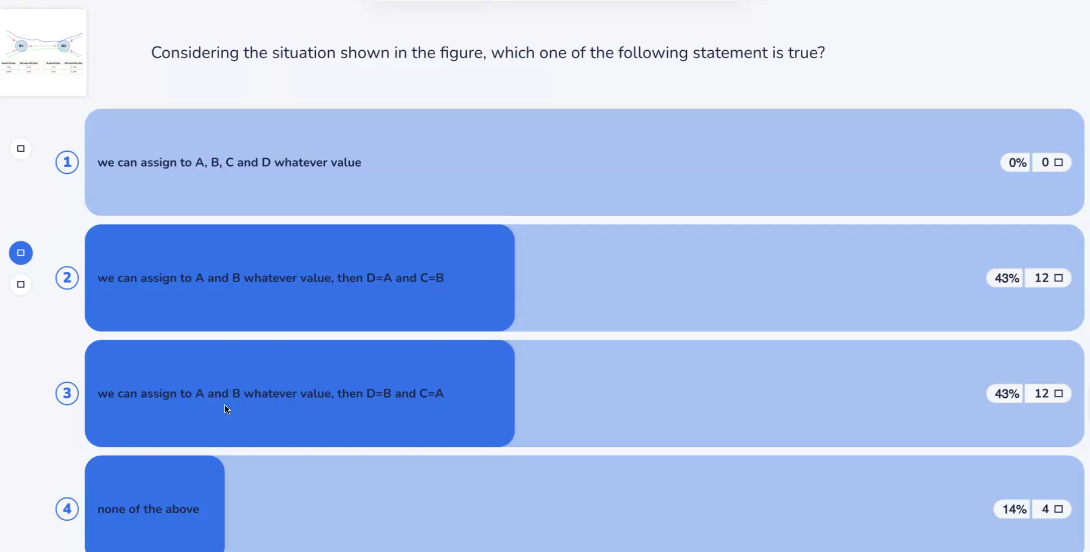 Considering the situation shown in the figure, which one of the following statement is true?
1 we can assign to A, B, C and D whatever value 0% 0
2 we can assign to A and B whatever value, then D=A and C=B 43% 12
3 we can assign to A and B whatever value, then D=B and C=A 43% 12
4 none of the above 14% 4